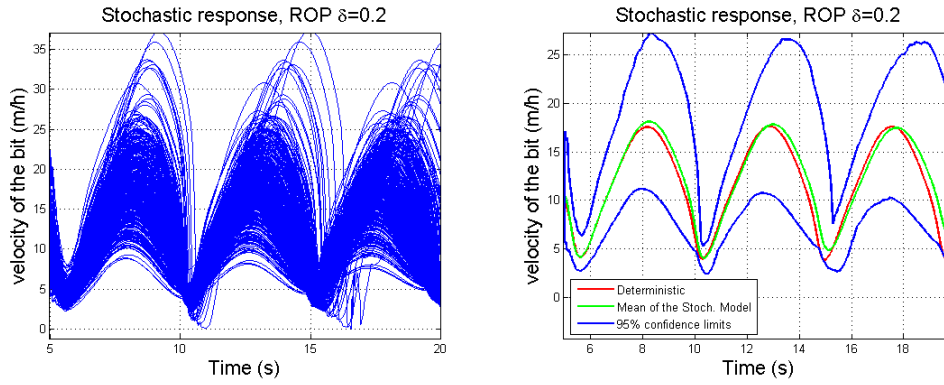 Stochastic response, ROP δ=0.2
velocity of the bit (m/h)
35
30
25
20
15
10
5
0
5
10
15
20
Time (s)
Stochastic response, ROP δ=0.2
velocity of the bit (m/h)
25
20
15
10
5
0
Deterministic
Mean of the Stoch. Model
95% confidence limits
6
8
10
12
14
16
18
Time (s)